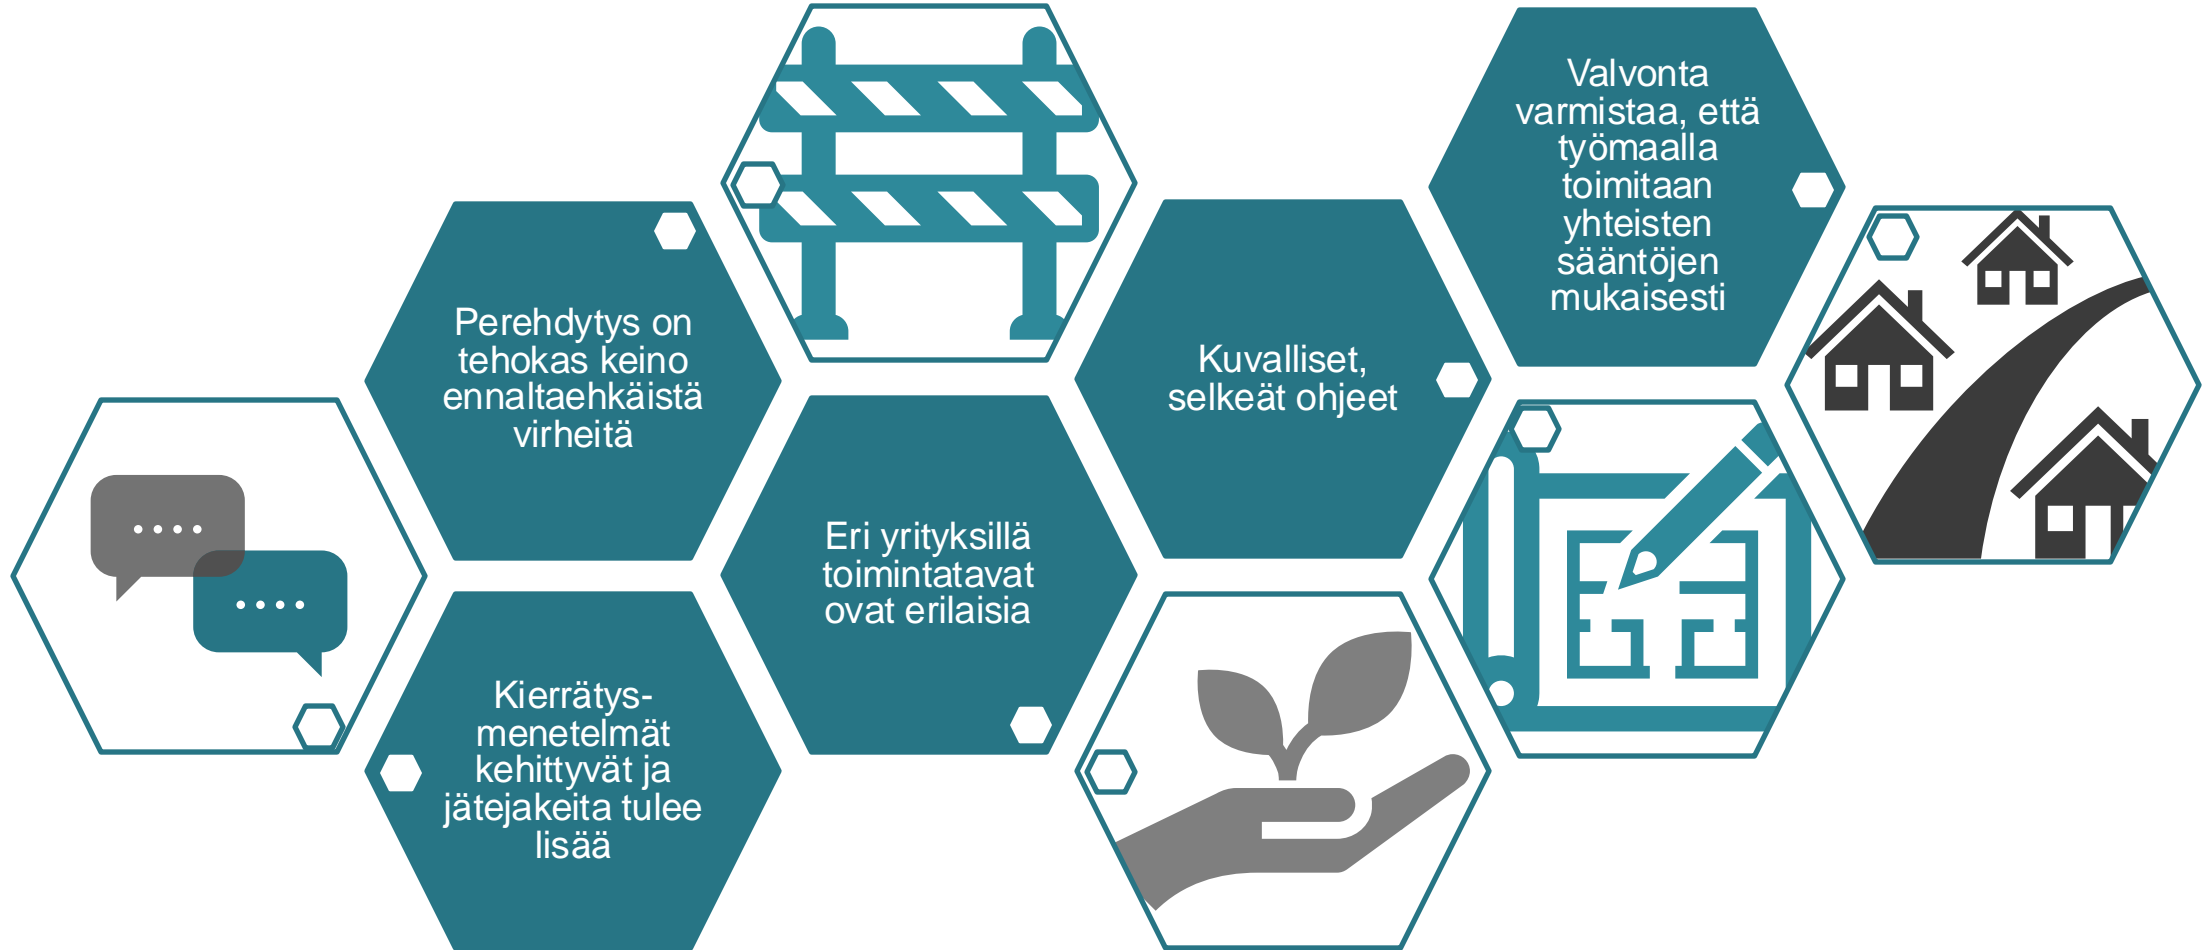 Perehdytys on
tehokas keino
ennaltaehkäistä
virheitä
Kierrätys-
menetelmät
kehittyvät ja
jätejakeita tulee
lisää
Eri yrityksillä
toimintatavat
ovat erilaisia
Kuvalliset,
selkeät ohjeet
Valvonta
varmistaa, että
työmaalla
toimitaan
yhteisten
sääntöjen
mukaisesti